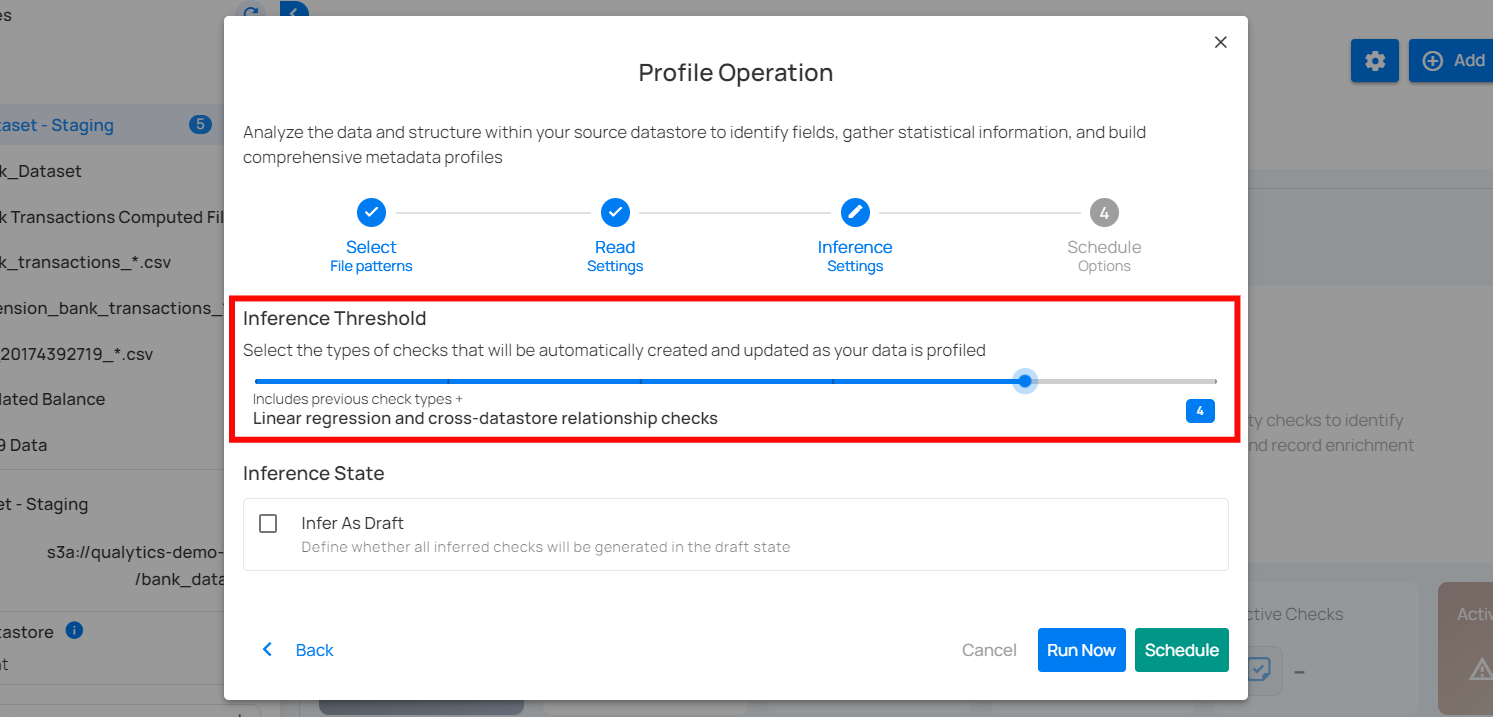 es
Add
Profile Operation
Analyze the data and structure within your source datastore to identify fields, gather statistical information, and build
comprehensive metadata profiles
Select
File patterns
Read
Settings
Inference
Settings
4
Schedule
Options
Inference Threshold
Select the types of checks that will be automatically created and updated as your data is profiled
Includes previous check types +
Linear regression and cross-datastore relationship checks
4
Inference State
Infer As Draft
Define whether all inferred checks will be generated in the draft state
Back
Cancel
Run Now
Schedule
taset - Staging
5
k_Dataset
k Transactions Computed Fil
k_transactions_*.csv
ension_bank_transactions_
20174392719_*.csv
lated Balance
9 Data
et - Staging
s3a://qualytics-demo-
/bank_data
tastore
t
ty checks to identify
nd record enrichment
ctive Checks
–
Activ